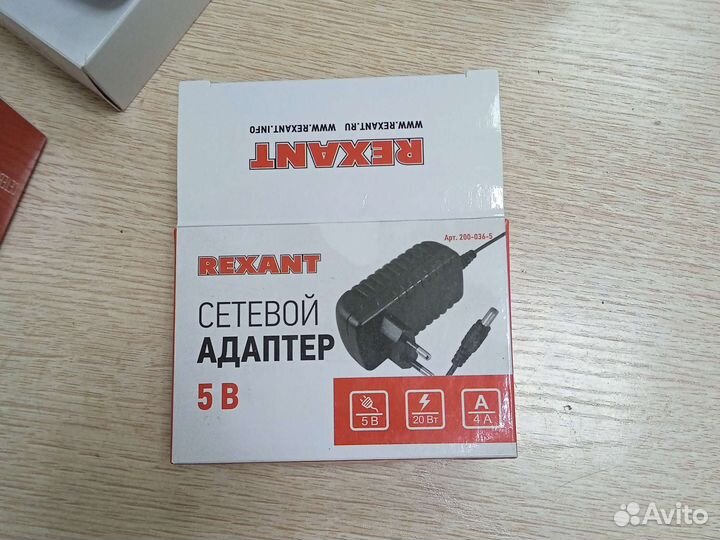 WWW.REXANT.RU WWW.REXANT.INFO
REXANT
Арт. 200-036-5
REXANT
СЕТЕВОЙ
АДАПТЕР
5 В
5 В
20 Вт
А
4 А
Avito